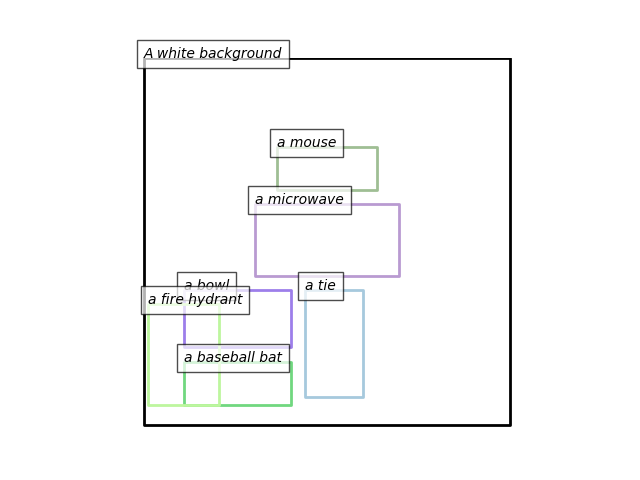 A white background
a mouse
a microwave
a bowl
a tie
a fire hydrant
a baseball bat